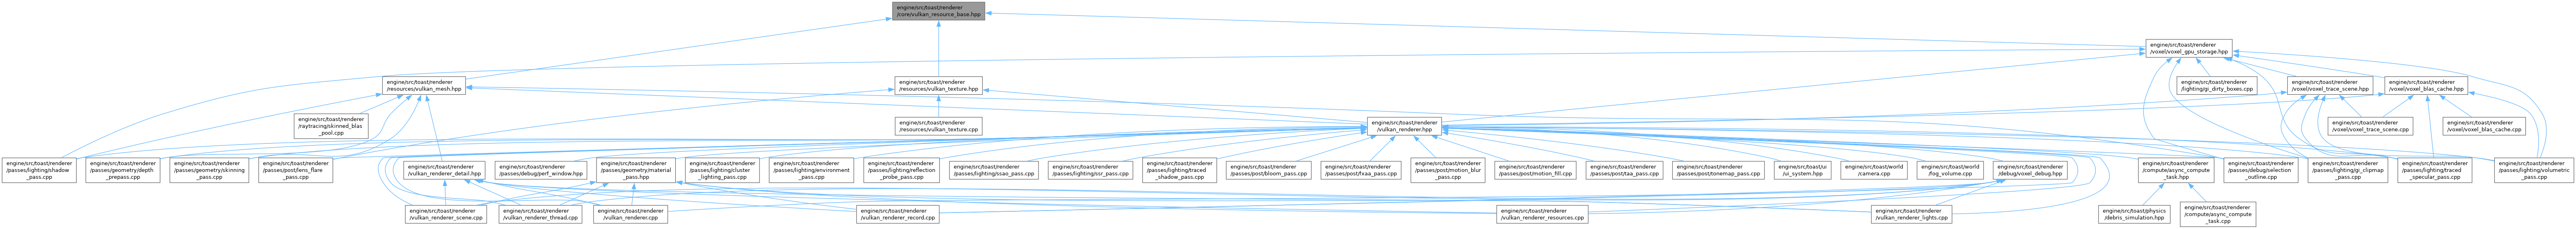 engine/src/toast/renderer
/core/vulkan_resource_base.hpp
engine/src/toast/renderer
/voxel/voxel_gpu_storage.hpp
engine/src/toast/renderer
/resources/vulkan_mesh.hpp
engine/src/toast/renderer
/resources/vulkan_texture.hpp
engine/src/toast/renderer
/lighting/gi_dirty_boxes.cpp
engine/src/toast/renderer
/voxel/voxel_trace_scene.hpp
engine/src/toast/renderer
/voxel/voxel_blas_cache.hpp
engine/src/toast/renderer
/raytracing/skinned_blas
_pool.cpp
engine/src/toast/renderer
/resources/vulkan_texture.cpp
engine/src/toast/renderer
/vulkan_renderer.hpp
engine/src/toast/renderer
/voxel/voxel_trace_scene.cpp
engine/src/toast/renderer
/voxel/voxel_blas_cache.cpp
engine/src/toast/renderer
/passes/lighting/shadow
_pass.cpp
engine/src/toast/renderer
/passes/geometry/depth
_prepass.cpp
engine/src/toast/renderer
/passes/geometry/skinning
_pass.cpp
engine/src/toast/renderer
/passes/post/lens_flare
_pass.cpp
engine/src/toast/renderer
/vulkan_renderer_detail.hpp
engine/src/toast/renderer
/passes/debug/perf_window.hpp
engine/src/toast/renderer
/passes/geometry/material
_pass.hpp
engine/src/toast/renderer
/passes/lighting/cluster
_lighting_pass.cpp
engine/src/toast/renderer
/passes/lighting/environment
_pass.cpp
engine/src/toast/renderer
/passes/lighting/reflection
_probe_pass.cpp
engine/src/toast/renderer
/passes/lighting/ssao_pass.cpp
engine/src/toast/renderer
/passes/lighting/ssr_pass.cpp
engine/src/toast/renderer
/passes/lighting/traced
_shadow_pass.cpp
engine/src/toast/renderer
/passes/post/bloom_pass.cpp
engine/src/toast/renderer
/passes/post/fxaa_pass.cpp
engine/src/toast/renderer
/passes/post/motion_blur
_pass.cpp
engine/src/toast/renderer
/passes/post/motion_fill.cpp
engine/src/toast/renderer
/passes/post/taa_pass.cpp
engine/src/toast/renderer
/passes/post/tonemap_pass.cpp
engine/src/toast/ui
/ui_system.hpp
engine/src/toast/world
/camera.cpp
engine/src/toast/world
/fog_volume.cpp
engine/src/toast/renderer
/debug/voxel_debug.hpp
engine/src/toast/renderer
/compute/async_compute
_task.hpp
engine/src/toast/renderer
/passes/debug/selection
_outline.cpp
engine/src/toast/renderer
/passes/lighting/gi_clipmap
_pass.cpp
engine/src/toast/renderer
/passes/lighting/traced
_specular_pass.cpp
engine/src/toast/renderer
/passes/lighting/volumetric
_pass.cpp
engine/src/toast/renderer
/vulkan_renderer_scene.cpp
engine/src/toast/renderer
/vulkan_renderer_thread.cpp
engine/src/toast/renderer
/vulkan_renderer.cpp
engine/src/toast/renderer
/vulkan_renderer_record.cpp
engine/src/toast/renderer
/vulkan_renderer_resources.cpp
engine/src/toast/renderer
/vulkan_renderer_lights.cpp
engine/src/toast/physics
/debris_simulation.hpp
engine/src/toast/renderer
/compute/async_compute
_task.cpp